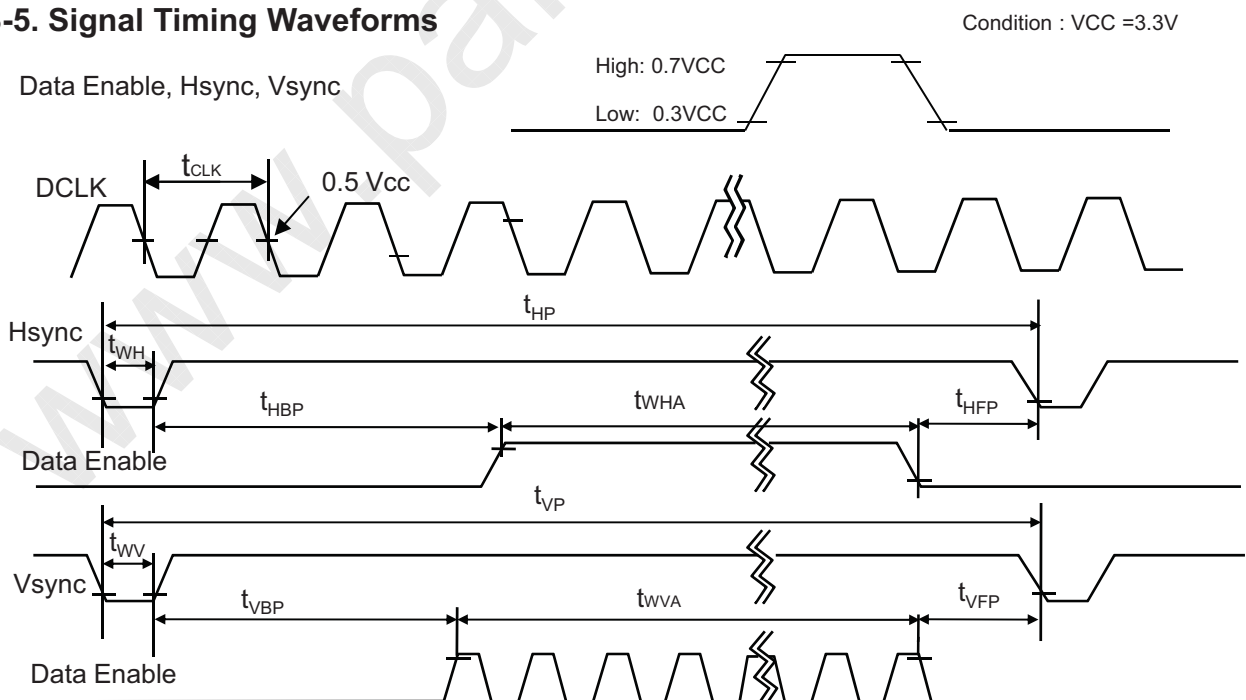 -5. Signal Timing Waveforms
Condition : VCC =3.3V
Data Enable, Hsync, Vsync
High: 0.7VCC
Low: 0.3VCC
DCLK
tCLK
0.5 Vcc
tHP
Hsync
tWH
tHBP
tWHA
tHFP
Data Enable
tVP
tWV
Vsync
tVBP
tWVA
tVFP
Data Enable
www.pa